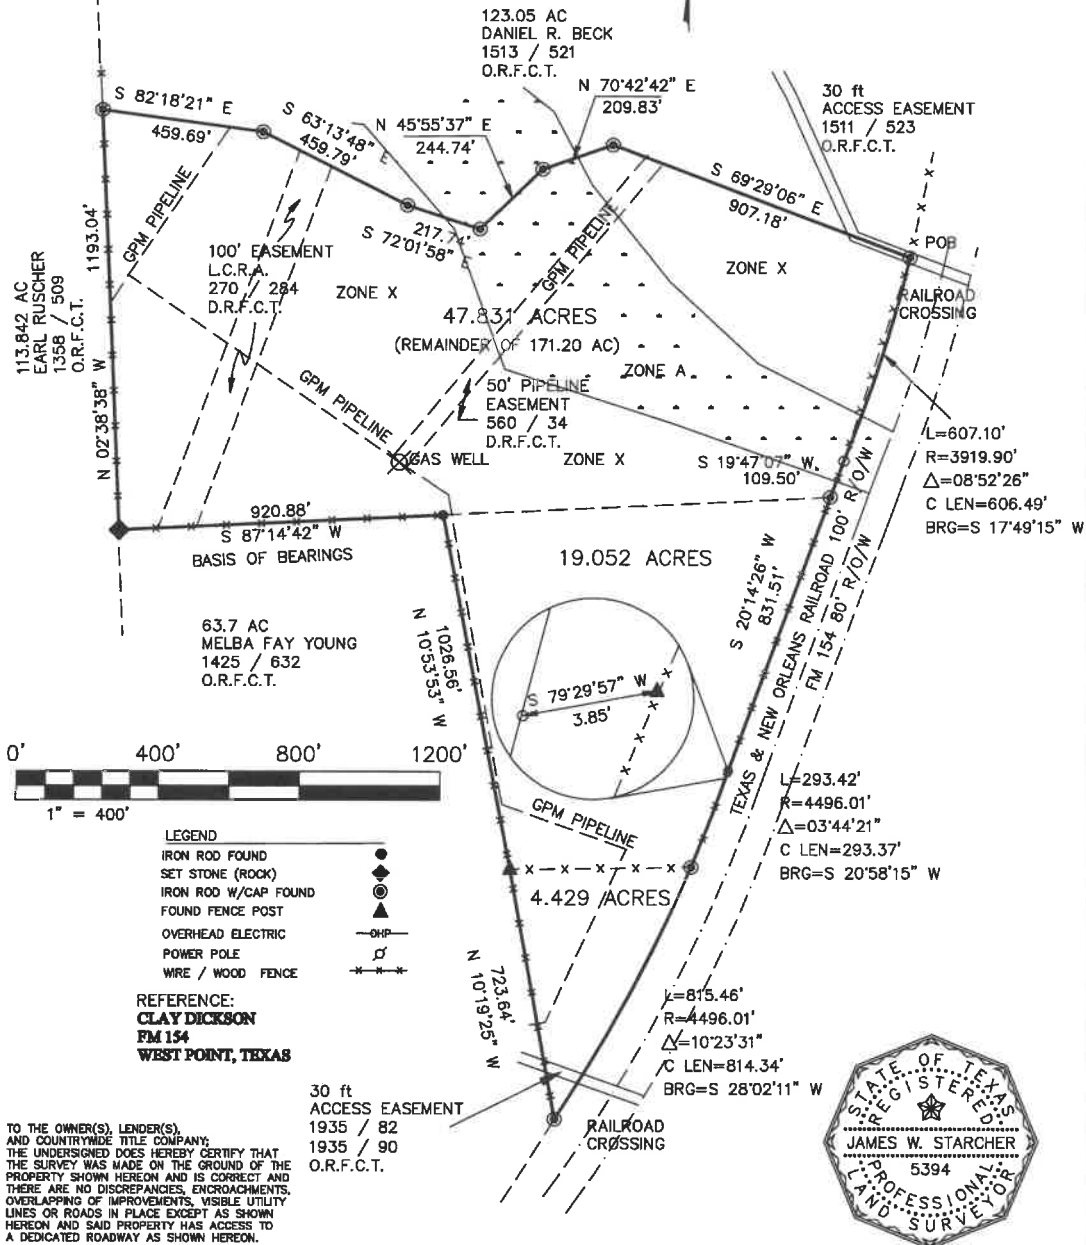 123.05 AC
DANIEL R. BECK
1513 / 521
O.R.F.C.T.
N 70°42'42" E
209.83'
30 ft
ACCESS EASEMENT
1511 / 523
O.R.F.C.T.
S 82°18'21" E
459.69'
S 63°13'48" E
459.79'
N 45°55'37" E
244.74'
S 69°29'06" E
907.18'
217.74'
S 72°01'58" E
POB
RAILROAD
CROSSING
GPM PIPELINE
100' EASEMENT
L.C.R.A.
270 / 284
D.R.F.C.T.
ZONE X
GPM PIPELINE
ZONE X
1193.04'
N 02°38'38" W
113.842 AC
EARL RUSCHER
1358 / 509
O.R.F.C.T.
47.831 ACRES
(REMAINDER OF 171.20 AC)
ZONE A
GPM PIPELINE
50' PIPELINE
EASEMENT
560 / 34
D.R.F.C.T.
GAS WELL
ZONE X
S 19°47'07" W
109.50'
L=607.10'
R=3919.90'
△=08°52'26"
C LEN=606.49'
BRG=S 17°49'15" W
920.88'
S 87°14'42" W
BASIS OF BEARINGS
19.052 ACRES
63.7 AC
MELBA FAY YOUNG
1425 / 632
O.R.F.C.T.
1026.56'
N 10°53'53" W
S 20°14'26" W
831.51'
TEXAS & NEW ORLEANS RAILROAD 100' R/O/W
FM 154 80' R/O/W
S 79°29'57" W
3.85'
0' 400' 800' 1200'
1" = 400'
GPM PIPELINE
L=293.42'
R=4496.01'
△=03°44'21"
C LEN=293.37'
BRG=S 20°58'15" W
LEGEND
IRON ROD FOUND
SET STONE (ROCK)
IRON ROD W/CAP FOUND
FOUND FENCE POST
OVERHEAD ELECTRIC OHP
POWER POLE
WIRE / WOOD FENCE
4.429 ACRES
723.64'
N 10°19'25" W
REFERENCE:
CLAY DICKSON
FM 154
WEST POINT, TEXAS
L=815.46'
R=4496.01'
△=10°23'31"
C LEN=814.34'
BRG=S 28°02'11" W
30 ft
ACCESS EASEMENT
1935 / 82
1935 / 90
O.R.F.C.T.
RAILROAD
CROSSING
TO THE OWNER(S), LENDER(S),
AND COUNTRYWIDE TITLE COMPANY;
THE UNDERSIGNED DOES HEREBY CERTIFY THAT
THE SURVEY WAS MADE ON THE GROUND OF THE
PROPERTY SHOWN HEREON AND IS CORRECT AND
THERE ARE NO DISCREPANCIES, ENCROACHMENTS,
OVERLAPPING OF IMPROVEMENTS, VISIBLE UTILITY
LINES OR ROADS IN PLACE EXCEPT AS SHOWN
HEREON AND SAID PROPERTY HAS ACCESS TO
A DEDICATED ROADWAY AS SHOWN HEREON.
STATE OF TEXAS
REGISTERED
JAMES W. STARCHER
5394
PROFESSIONAL
LAND SURVEYOR